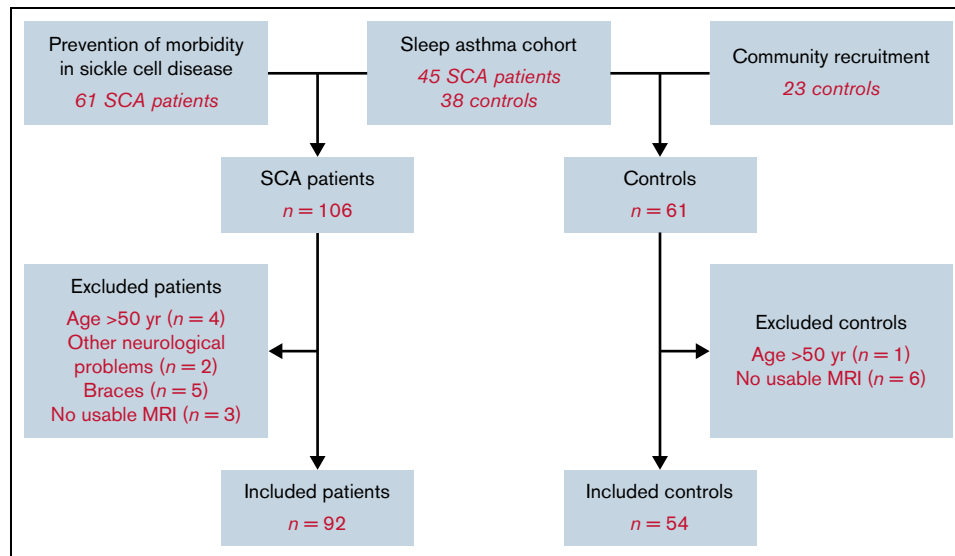 Prevention of morbidity
in sickle cell disease
61 SCA patients
Sleep asthma cohort
45 SCA patients
38 controls
Community recruitment
23 controls
SCA patients
n = 106
Controls
n = 61
Excluded patients
Age >50 yr (n = 4)
Other neurological
problems (n = 2)
Braces (n = 5)
No usable MRI (n = 3)
Excluded controls
Age >50 yr (n = 1)
No usable MRI (n = 6)
Included patients
n = 92
Included controls
n = 54